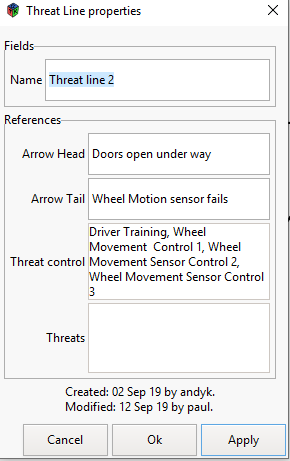 Threat Line properties
Fields
Name Threat line 2
References
Arrow Head Doors open under way
Arrow Tail Wheel Motion sensor fails
Threat control
Driver Training, Wheel
Movement Control 1, Wheel
Movement Sensor Control 2,
Wheel Movement Sensor Control
3
Threats
Created: 02 Sep 19 by andyk.
Modified: 12 Sep 19 by paul.
Cancel Ok Apply